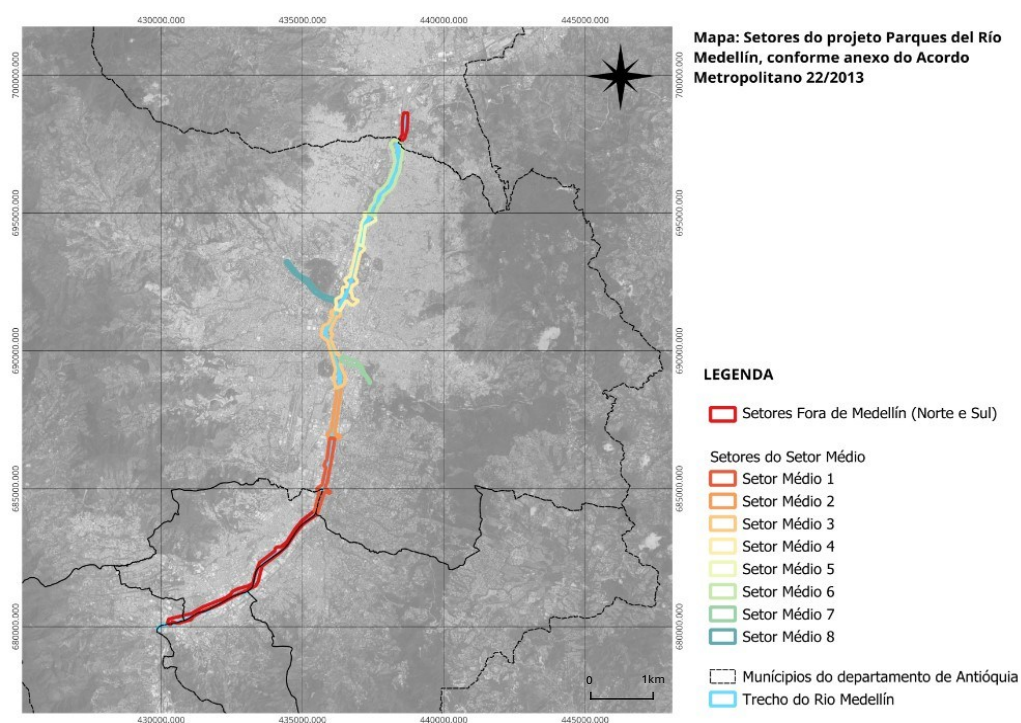 430000.000
435000.000
440000.000
445000.000
Mapa: Setores do projeto Parques del Río
Medellín, conforme anexo do Acordo
Metropolitano 22/2013
700000.000
700000.000
695000.000
695000.000
690000.000
690000.000
685000.000
685000.000
680000.000
680000.000
LEGENDA
Setores Fora de Medellín (Norte e Sul)
Setores do Setor Médio
Setor Médio 1
Setor Médio 2
Setor Médio 3
Setor Médio 4
Setor Médio 5
Setor Médio 6
Setor Médio 7
Setor Médio 8
Munícipios do departamento de Antióquia
Trecho do Rio Medellín
0 1km
430000.000
435000.000
440000.000
445000.000